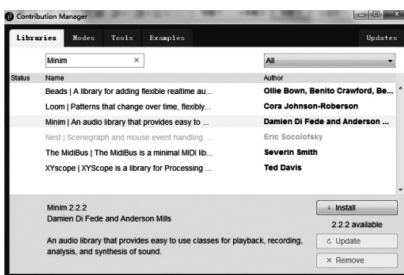 Contribution Manager
Libraries Modes Tools Examples Updates
Minim × All
Status Name Author
Beads | A library for adding flexible realtime au... Ollie Bown, Benito Crawford, Be...
Loom | Patterns that change over time, flexibly... Cora Johnson-Roberson
Minim | An audio library that provides easy to ... Damien Di Fede and Anderson ...
Nest | Scenegraph and mouse event handling ... Eric Socolofsky
The MidiBus | The MidiBus is a minimal MIDI lib... Severin Smith
XYscope | XYscope is a library for Processing ... Ted Davis
Minim 2.2.2
Damien Di Fede and Anderson Mills
An audio library that provides easy to use classes for playback, recording,
analysis, and synthesis of sound.
Install
2.2.2 available
Update
× Remove